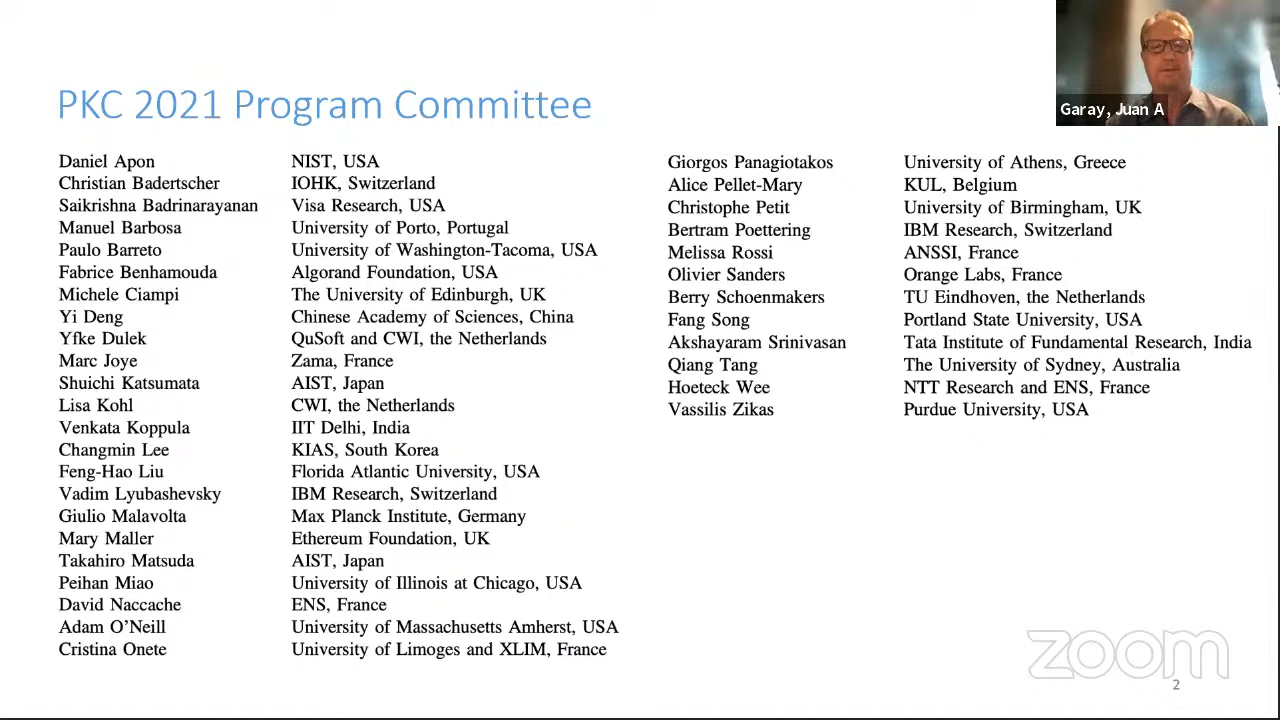 PKC 2021 Program Committee
Garay, Juan A
Daniel Apon NIST, USA
Christian Badertscher IOHK, Switzerland
Saikrishna Badrinarayanan Visa Research, USA
Manuel Barbosa University of Porto, Portugal
Paulo Barreto University of Washington-Tacoma, USA
Fabrice Benhamouda Algorand Foundation, USA
Michele Ciampi The University of Edinburgh, UK
Yi Deng Chinese Academy of Sciences, China
Yfke Dulek QuSoft and CWI, the Netherlands
Marc Joye Zama, France
Shuichi Katsumata AIST, Japan
Lisa Kohl CWI, the Netherlands
Venkata Koppula IIT Delhi, India
Changmin Lee KIAS, South Korea
Feng-Hao Liu Florida Atlantic University, USA
Vadim Lyubashevsky IBM Research, Switzerland
Giulio Malavolta Max Planck Institute, Germany
Mary Maller Ethereum Foundation, UK
Takahiro Matsuda AIST, Japan
Peihan Miao University of Illinois at Chicago, USA
David Naccache ENS, France
Adam O’Neill University of Massachusetts Amherst, USA
Cristina Onete University of Limoges and XLIM, France
Giorgos Panagiotakos University of Athens, Greece
Alice Pellet-Mary KUL, Belgium
Christophe Petit University of Birmingham, UK
Bertram Poettering IBM Research, Switzerland
Melissa Rossi ANSSI, France
Olivier Sanders Orange Labs, France
Berry Schoenmakers TU Eindhoven, the Netherlands
Fang Song Portland State University, USA
Akshayaram Srinivasan Tata Institute of Fundamental Research, India
Qiang Tang The University of Sydney, Australia
Hoeteck Wee NTT Research and ENS, France
Vassilis Zikas Purdue University, USA
zoom
2